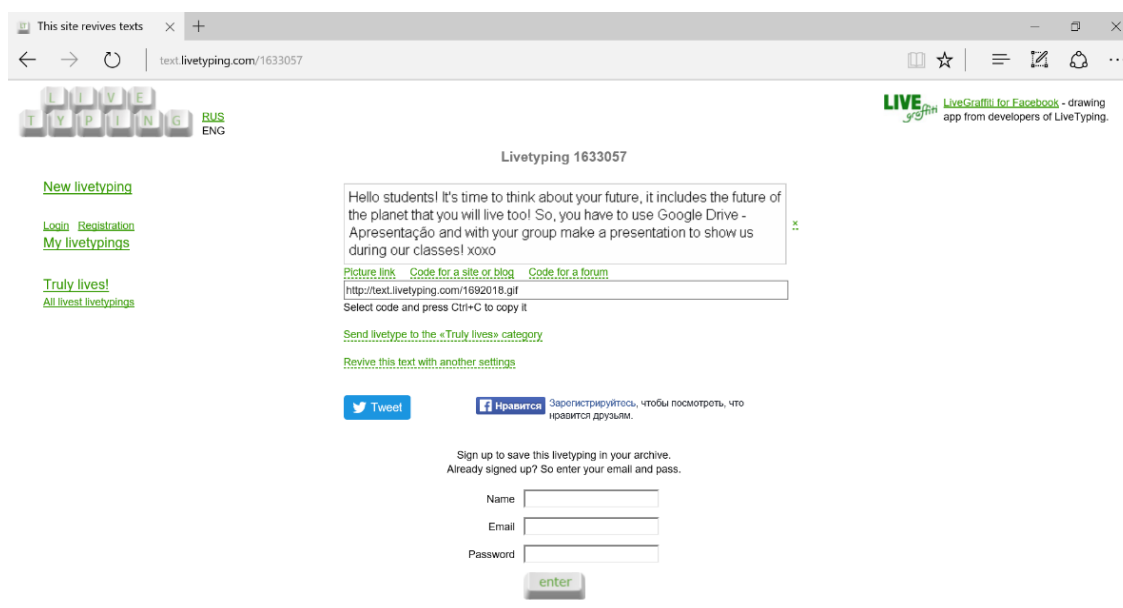 This site revives texts
text.livetyping.com/1633057
LIVE
TYPING
RUS
ENG
LIVE
graffiti
LiveGraffiti for Facebook - drawing
app from developers of LiveTyping.
Livetyping 1633057
New livetyping
Login Registration
My livetypings
Truly lives!
All livest livetypings
Hello students! It's time to think about your future, it includes the future of
the planet that you will live too! So, you have to use Google Drive -
Apresentação and with your group make a presentation to show us
during our classes! xoxo
x
Picture link Code for a site or blog Code for a forum
http://text.livetyping.com/1692018.gif
Select code and press Ctrl+C to copy it
Send livetype to the «Truly lives» category
Revive this text with another settings
Tweet
Нравится
Зарегистрируйтесь, чтобы посмотреть, что
нравится друзьям.
Sign up to save this livetyping in your archive.
Already signed up? So enter your email and pass.
Name
Email
Password
enter